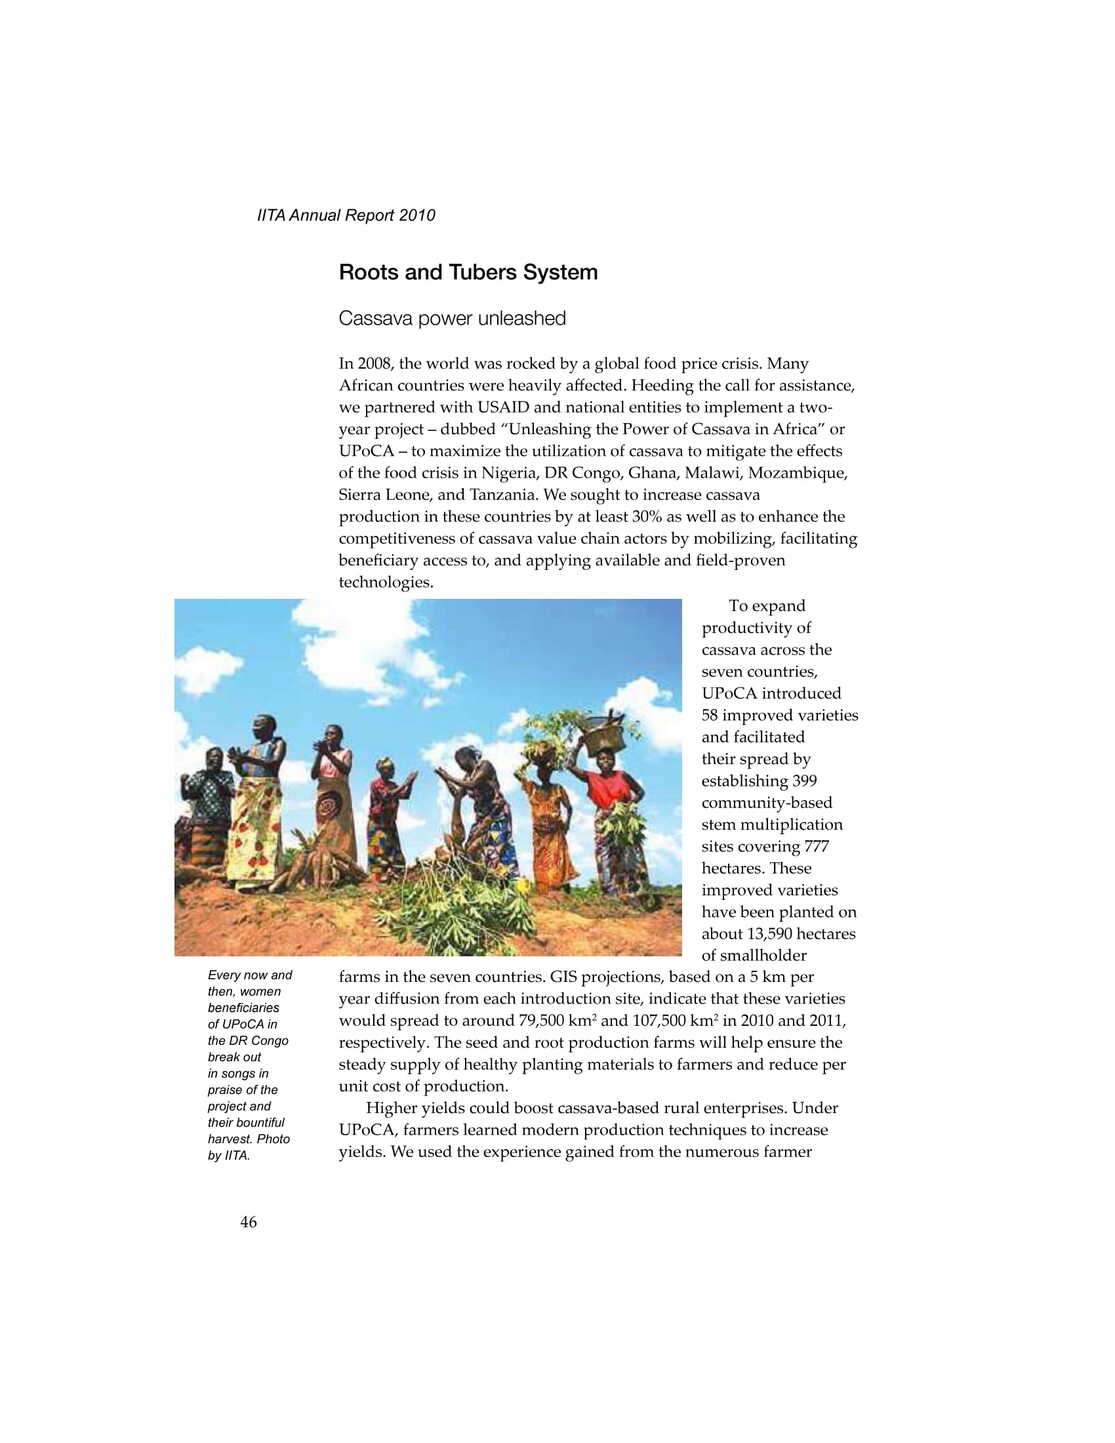 IITA Annual Report 2010
Roots and Tubers System
Cassava power unleashed
In 2008, the world was rocked by a global food price crisis. Many
African countries were heavily affected. Heeding the call for assistance,
we partnered with USAID and national entities to implement a two-
year project – dubbed “Unleashing the Power of Cassava in Africa” or
UPoCA – to maximize the utilization of cassava to mitigate the effects
of the food crisis in Nigeria, DR Congo, Ghana, Malawi, Mozambique,
Sierra Leone, and Tanzania. We sought to increase cassava
production in these countries by at least 30% as well as to enhance the
competitiveness of cassava value chain actors by mobilizing, facilitating
beneficiary access to, and applying available and field-proven
technologies.
To expand
productivity of
cassava across the
seven countries,
UPoCA introduced
58 improved varieties
and facilitated
their spread by
establishing 399
community-based
stem multiplication
sites covering 777
hectares. These
improved varieties
have been planted on
about 13,590 hectares
of smallholder
farms in the seven countries. GIS projections, based on a 5 km per
year diffusion from each introduction site, indicate that these varieties
would spread to around 79,500 km² and 107,500 km² in 2010 and 2011,
respectively. The seed and root production farms will help ensure the
steady supply of healthy planting materials to farmers and reduce per
unit cost of production.
Higher yields could boost cassava-based rural enterprises. Under
UPoCA, farmers learned modern production techniques to increase
yields. We used the experience gained from the numerous farmer
Every now and
then, women
beneficiaries
of UPoCA in
the DR Congo
break out
in songs in
praise of the
project and
their bountiful
harvest. Photo
by IITA.
46